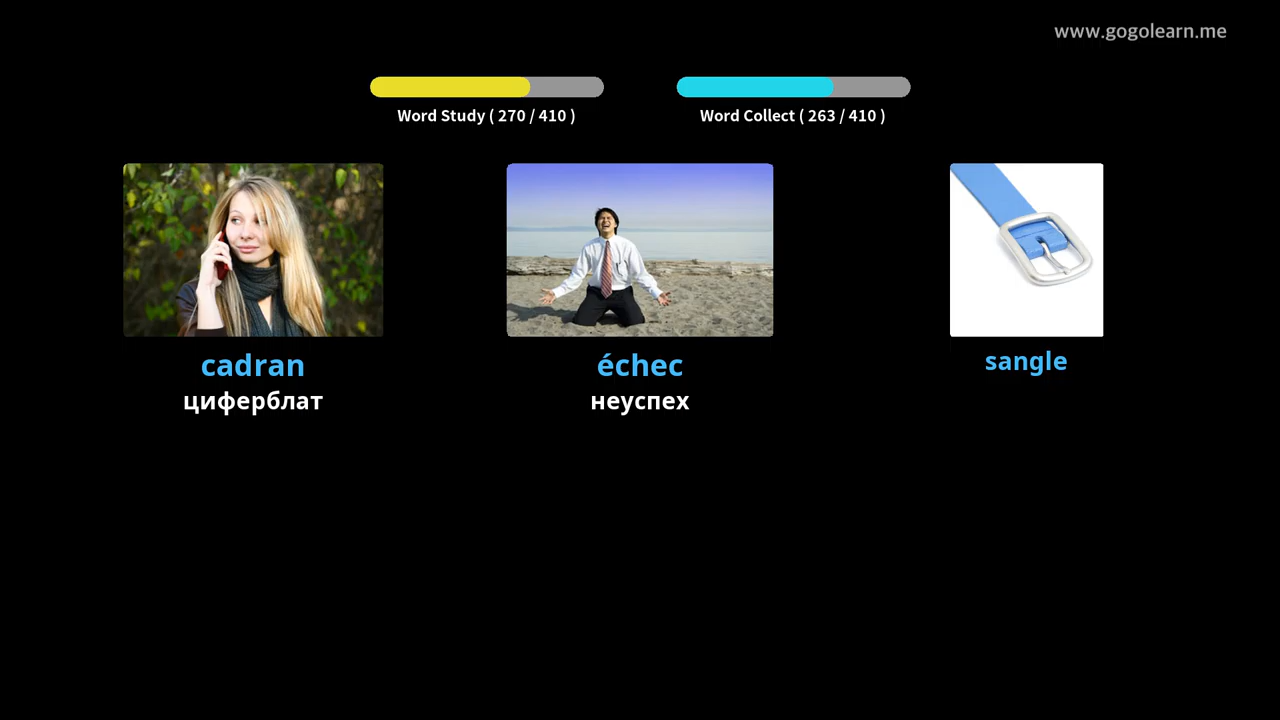 www.gogolearn.me
Word Study ( 270 / 410 )
Word Collect ( 263 / 410 )
cadran
циферблат
échec
неуспех
sangle